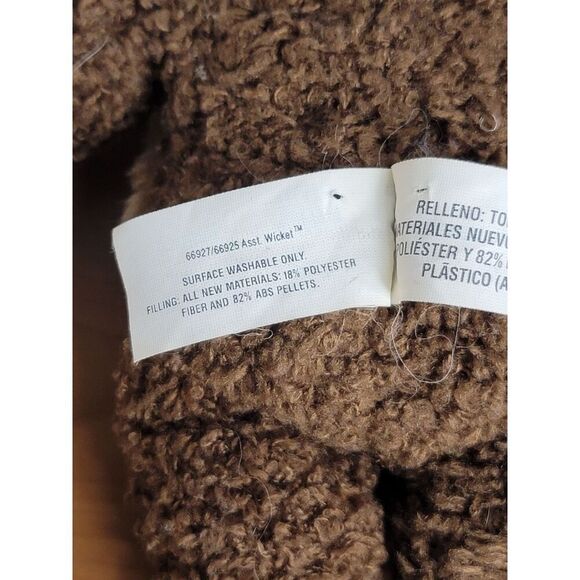 66927/66925 Asst. Wicket™
SURFACE WASHABLE ONLY.
FILLING: ALL NEW MATERIALS: 18% POLYESTER
FIBER AND 82% ABS PELLETS.
RELLENO: TO
ATERIALES NUEVO
POLIÉSTER Y 82%
PLÁSTICO (A